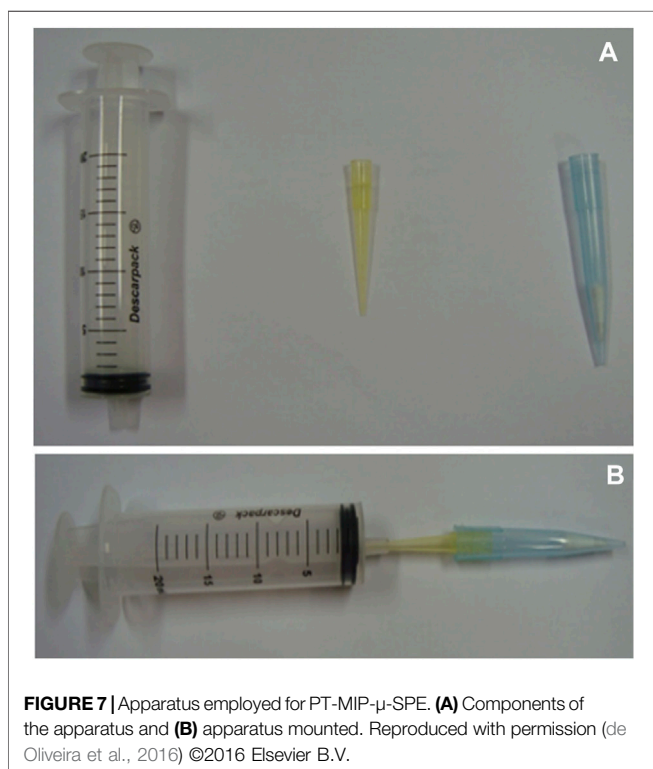 A
Descarpack
B
Descarpack
20
15
10
5
FIGURE 7 | Apparatus employed for PT-MIP-μ-SPE. (A) Components of
the apparatus and (B) apparatus mounted. Reproduced with permission (de
Oliveira et al., 2016) ©2016 Elsevier B.V.